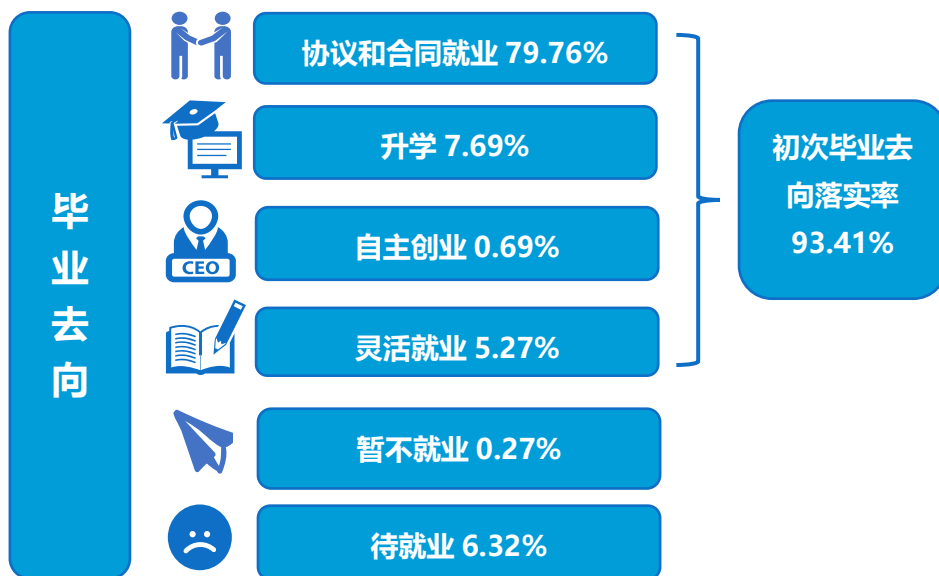 毕业去向
协议和合同就业 79.76%
升学 7.69%
CEO
自主创业 0.69%
灵活就业 5.27%
暂不就业 0.27%
待就业 6.32%
初次毕业去
向落实率
93.41%